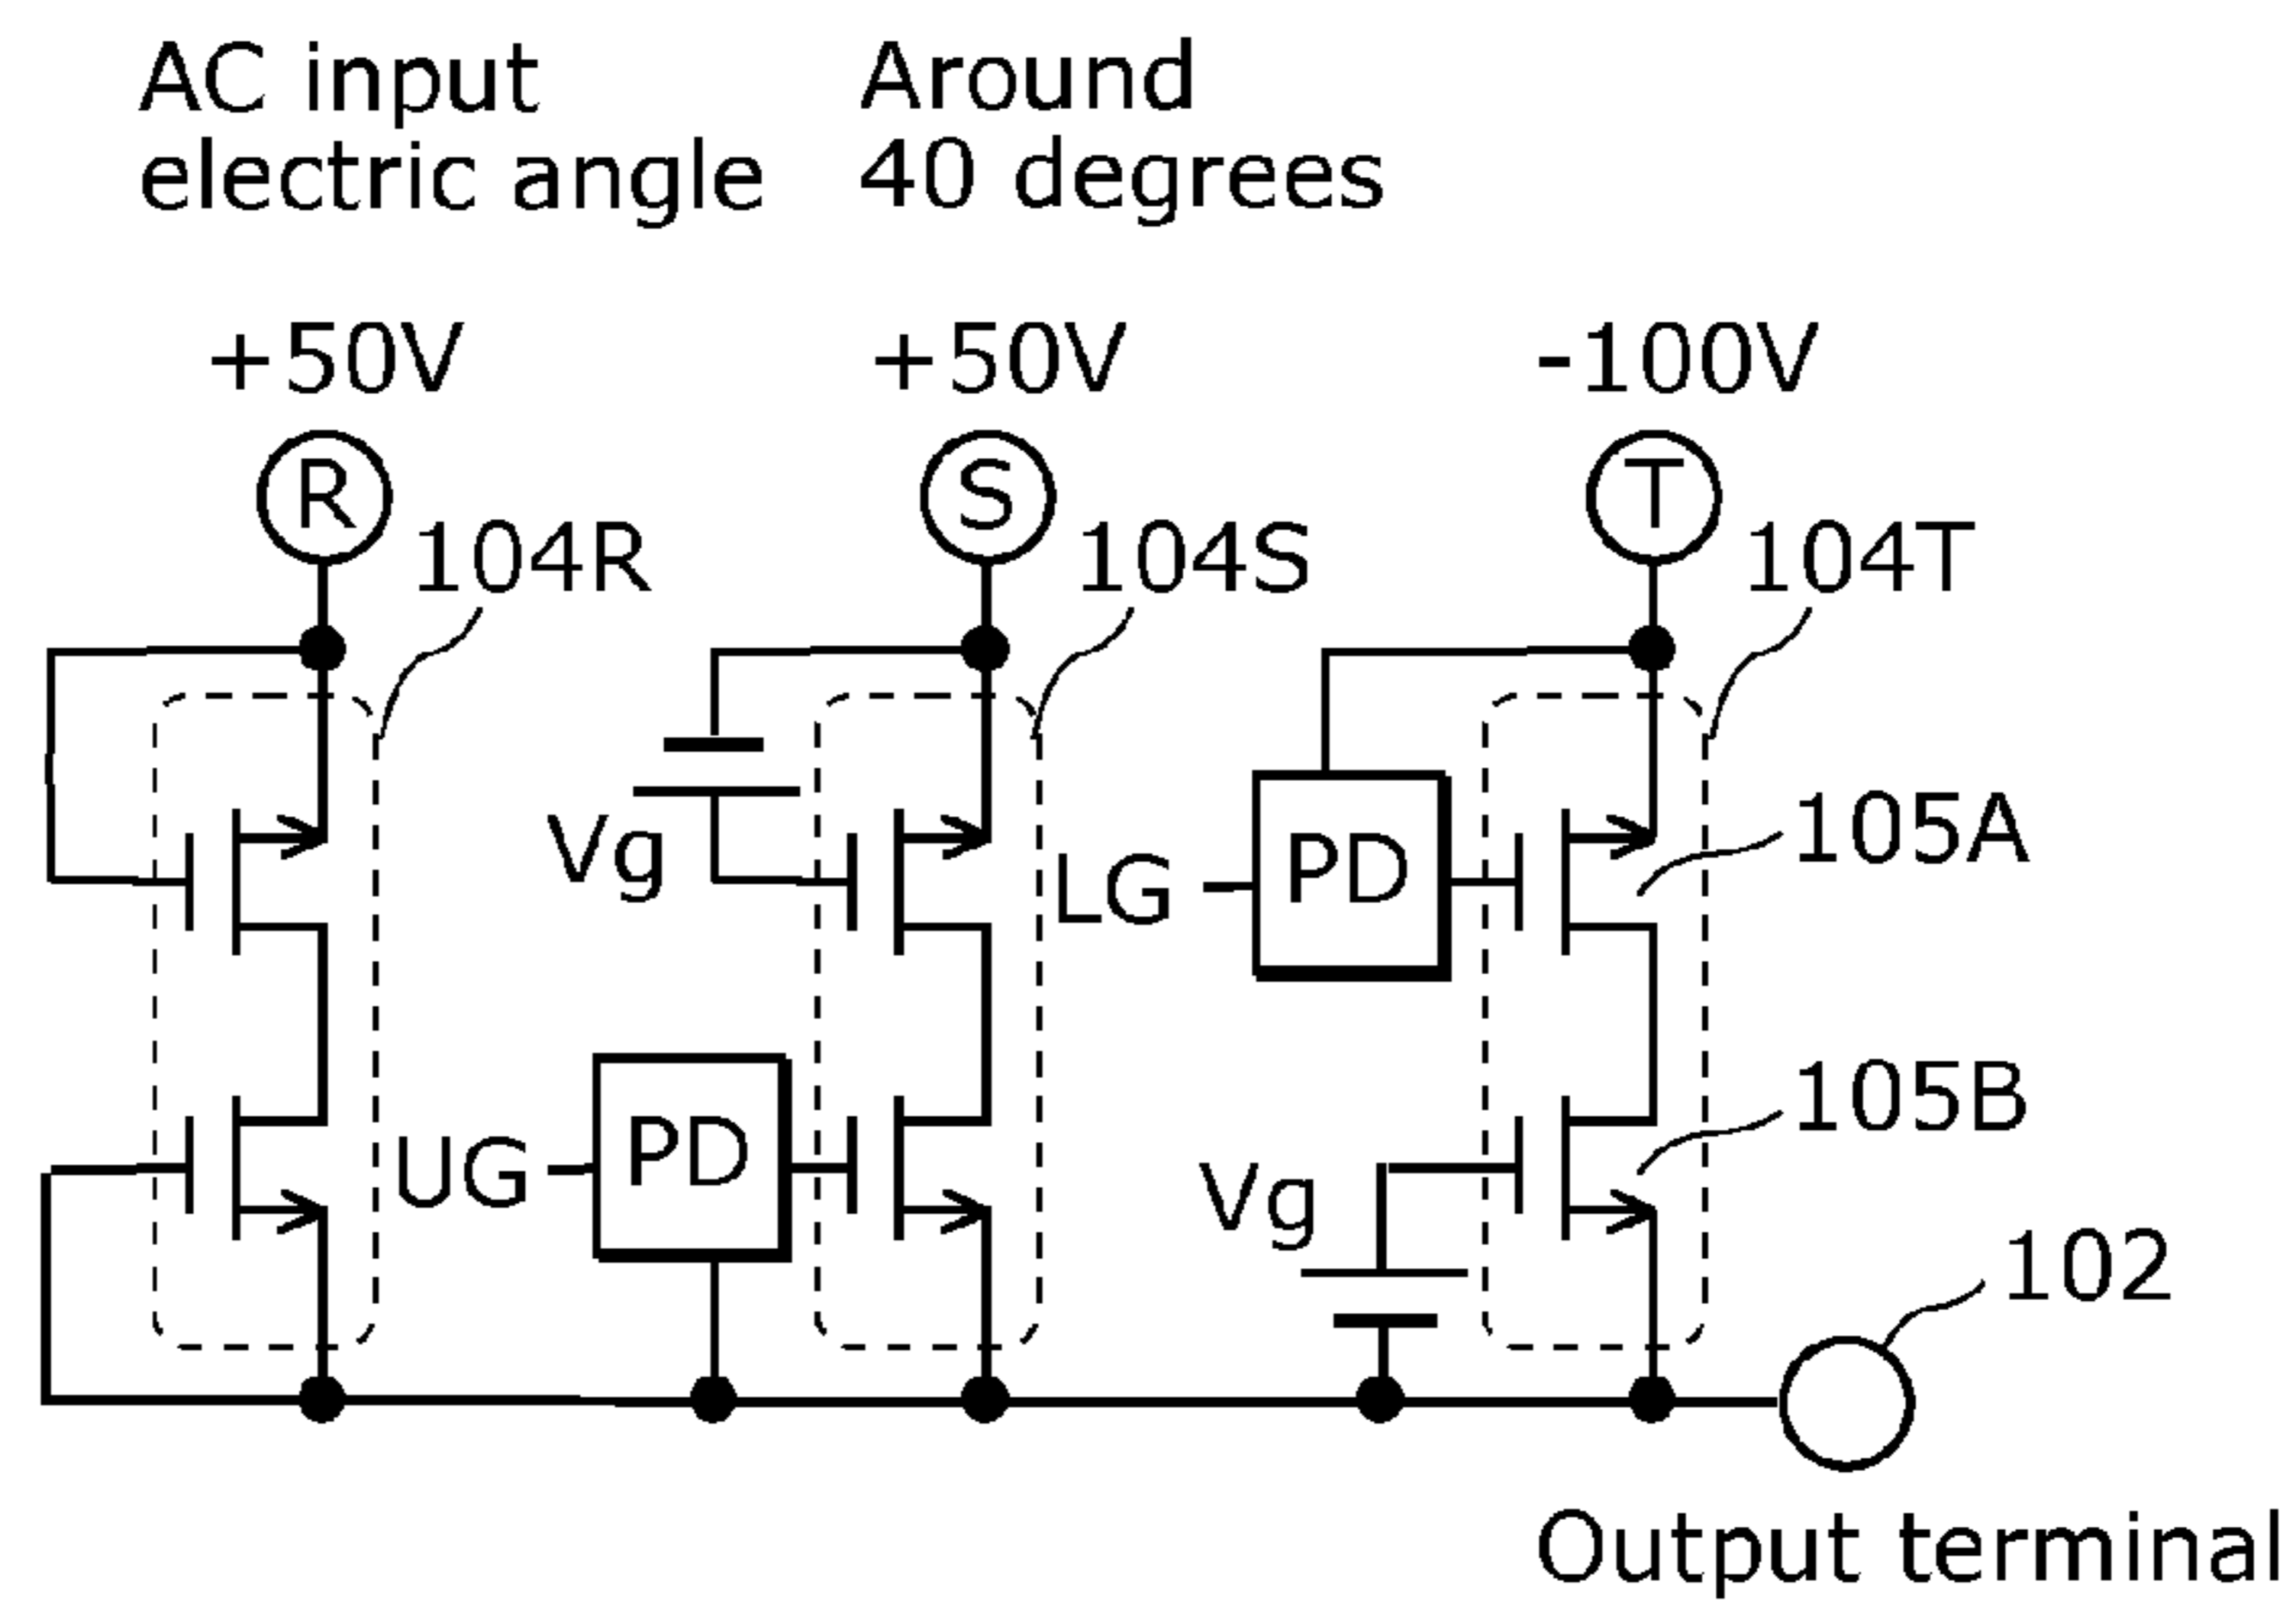 AC input
electric angle
Around
40 degrees
+50V
+50V
-100V
R
S
T
104R
104S
104T
Vg
LG
PD
105A
UG
PD
Vg
105B
102
Output terminal